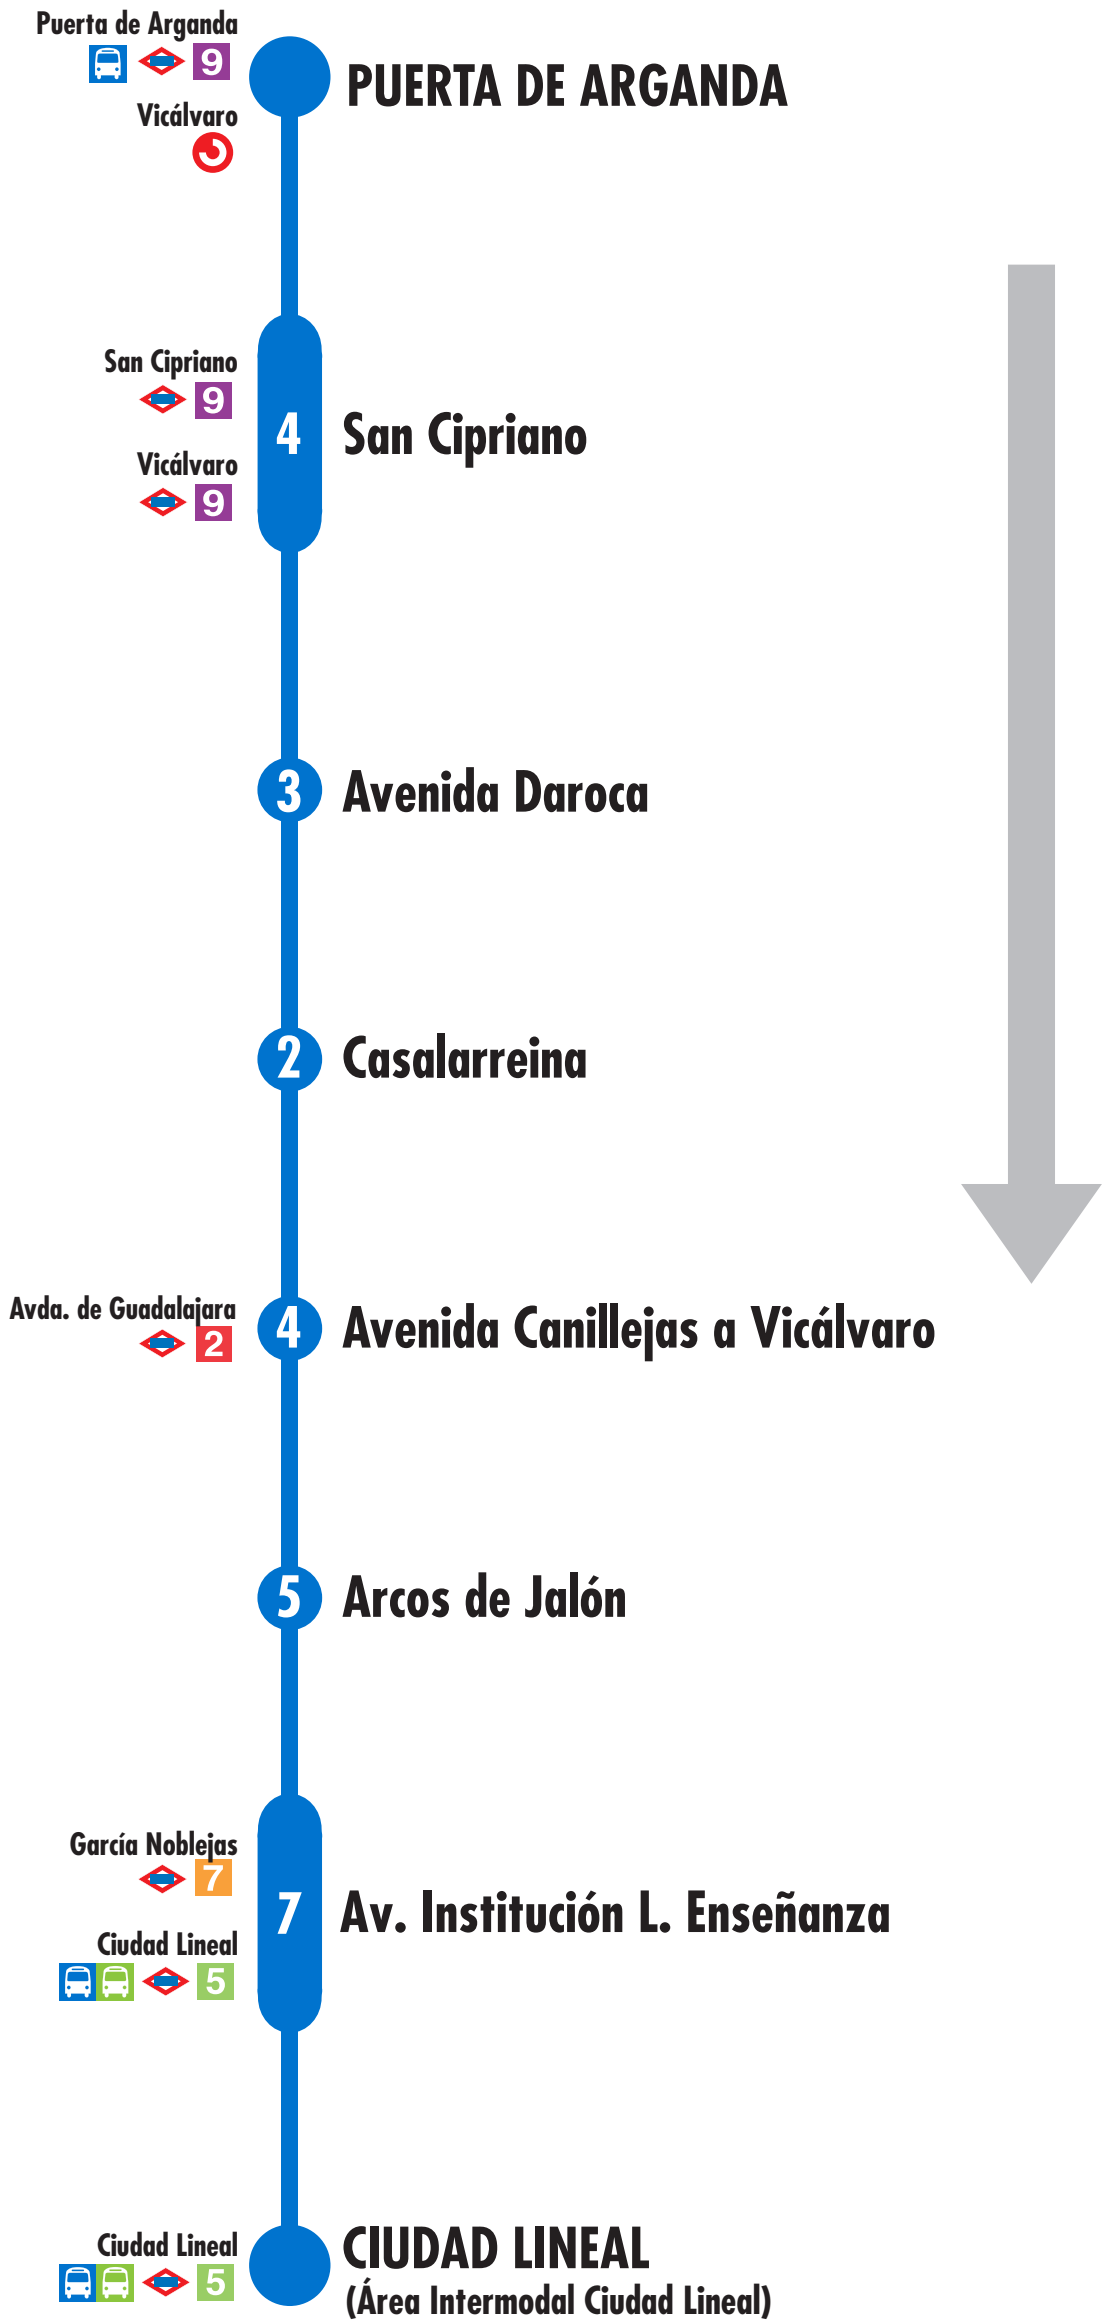 Puerta de Arganda
9
PUERTA DE ARGANDA
Vicálvaro
San Cipriano
9
4
San Cipriano
Vicálvaro
9
3
Avenida Daroca
2
Casalarreina
Avda. de Guadalajara
2
4
Avenida Canillejas a Vicálvaro
5
Arcos de Jalón
García Noblejas
7
7
Av. Institución L. Enseñanza
Ciudad Lineal
5
Ciudad Lineal
5
CIUDAD LINEAL
(Área Intermodal Ciudad Lineal)